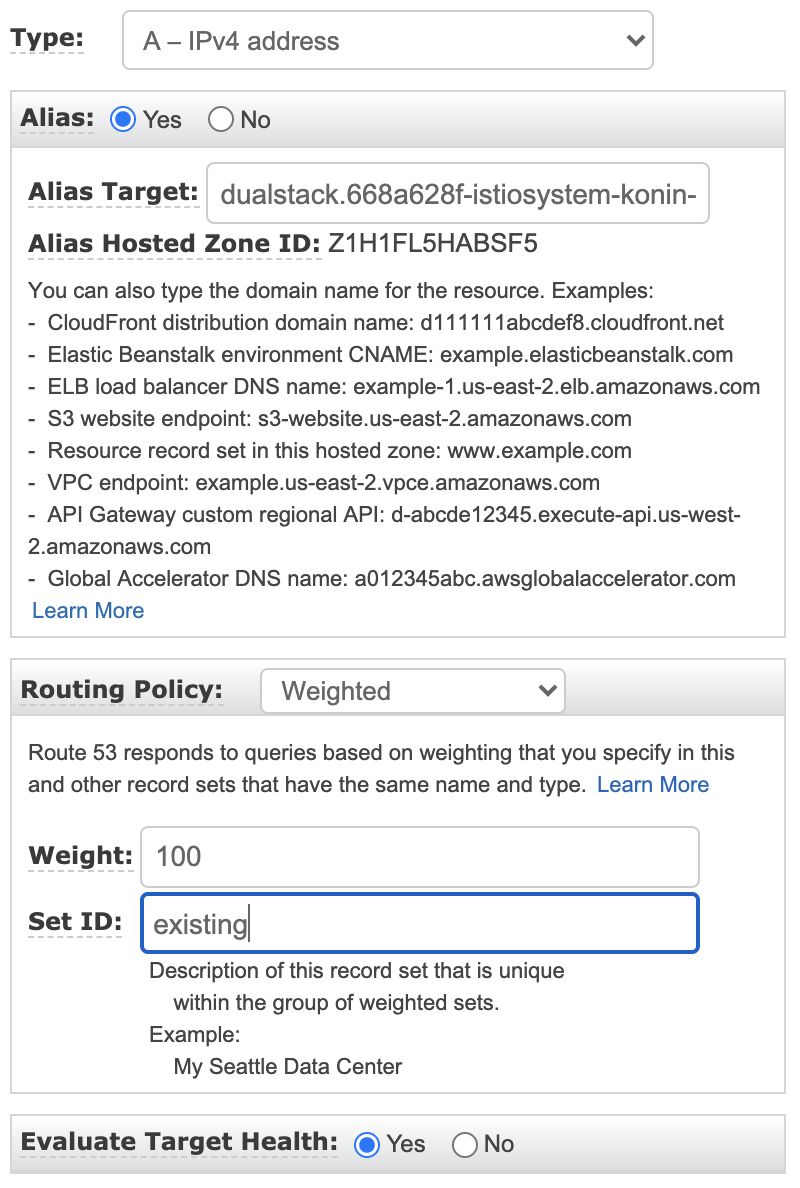 Type: A – IPv4 address
Alias: Yes No
Alias Target: dualstack.668a628f-istiosystem-konin-
Alias Hosted Zone ID: Z1H1FL5HABSF5
You can also type the domain name for the resource. Examples:
- CloudFront distribution domain name: d111111abcdef8.cloudfront.net
- Elastic Beanstalk environment CNAME: example.elasticbeanstalk.com
- ELB load balancer DNS name: example-1.us-east-2.elb.amazonaws.com
- S3 website endpoint: s3-website.us-east-2.amazonaws.com
- Resource record set in this hosted zone: www.example.com
- VPC endpoint: example.us-east-2.vpce.amazonaws.com
- API Gateway custom regional API: d-abcde12345.execute-api.us-west-
2.amazonaws.com
- Global Accelerator DNS name: a012345abc.awsglobalaccelerator.com
Learn More
Routing Policy: Weighted
Route 53 responds to queries based on weighting that you specify in this
and other record sets that have the same name and type. Learn More
Weight: 100
Set ID: existing
Description of this record set that is unique
within the group of weighted sets.
Example:
My Seattle Data Center
Evaluate Target Health: Yes No